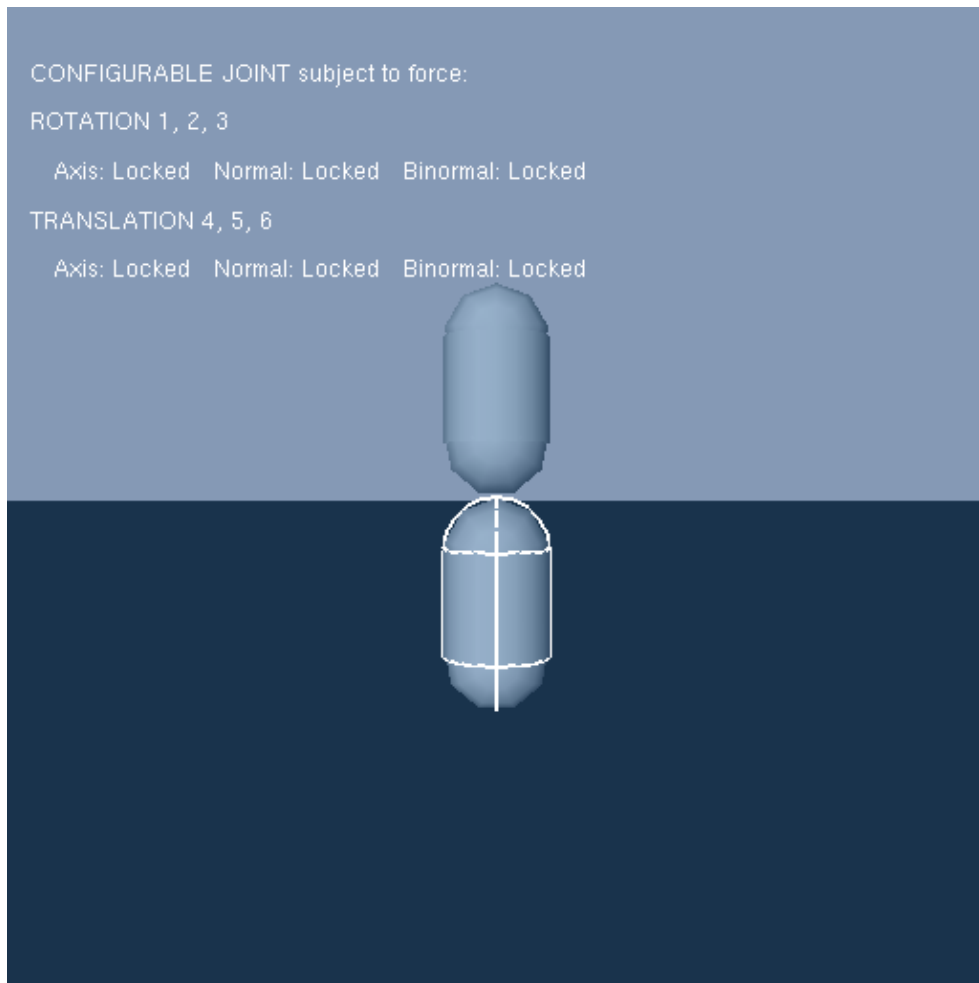 CONFIGURABLE JOINT subject to force:
ROTATION 1, 2, 3
Axis: Locked Normal: Locked Binormal: Locked
TRANSLATION 4, 5, 6
Axis: Locked Normal: Locked Binormal: Locked